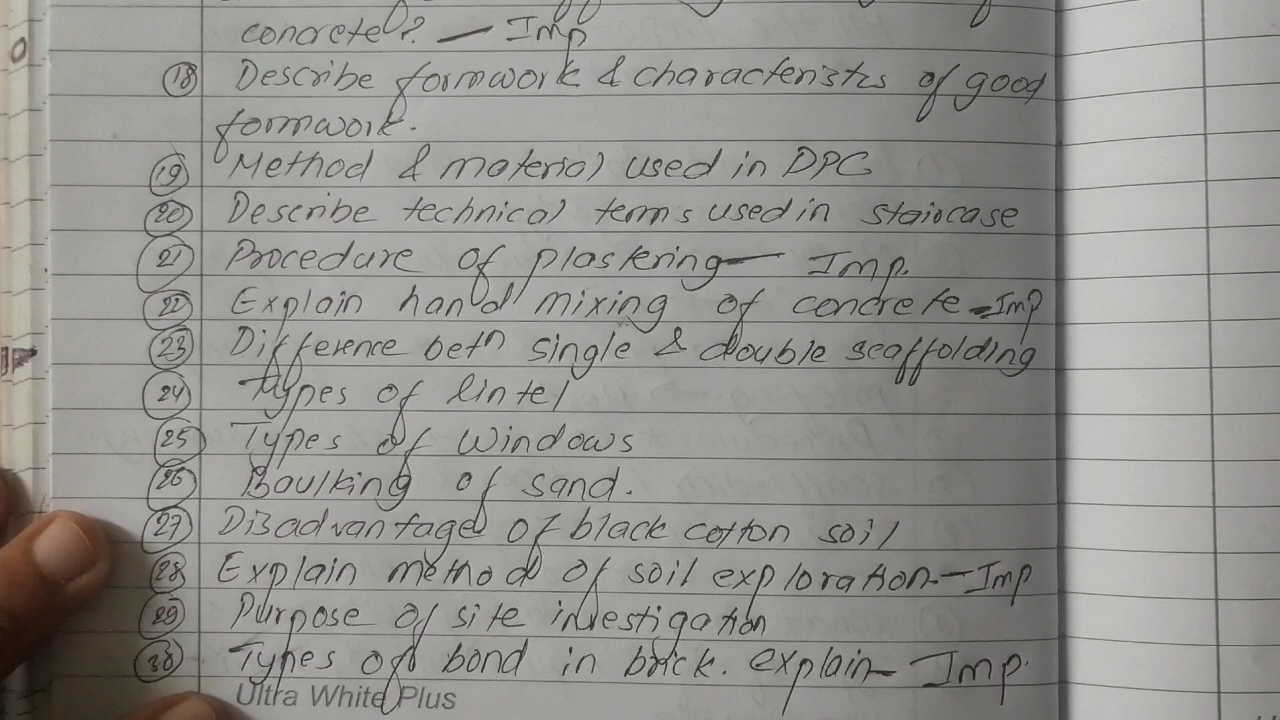 concrete? — Imp
18 Describe formwork & characteristics of good
formwork.
19 Method & material used in DPC
20 Describe technical terms used in staircase
21 Procedure of plaskering — Imp.
22 Explain hand mixing of concrete - Imp
23 Difference betn single & double scaffolding
24 Types of lintel
25 Types of windows
26 Baulking of sand.
27 Disadvantages of black cotton soil
28 Explain method of soil exploration - Imp
29 Purpose of site investigation
30 Types of bond in brick. explain - Imp.
Ultra White Plus